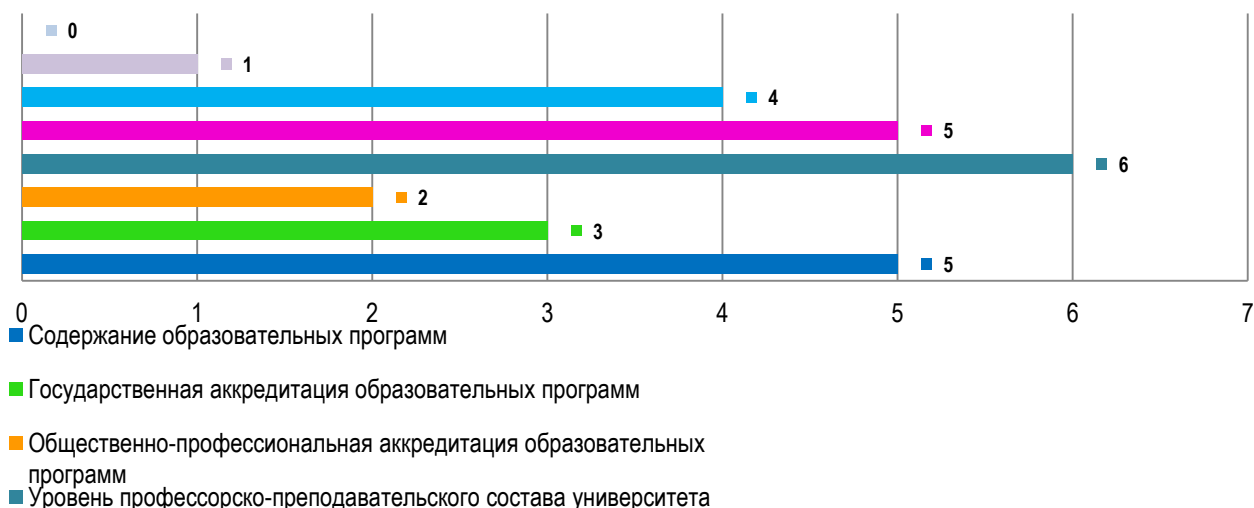 0
1
4
5
6
2
3
5
0 1 2 3 4 5 6 7
Содержание образовательных программ
Государственная аккредитация образовательных программ
Общественно-профессиональная аккредитация образовательных
программ
Уровень профессорско-преподавательского состава университета